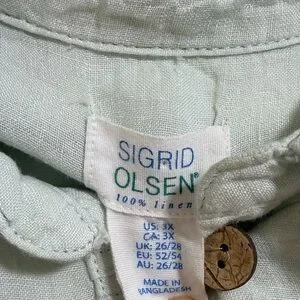 SIGRID
OLSEN®
100% linen
US: 3X
CA: 3X
UK: 26/28
EU: 52/54
AU: 26/28
MADE IN
BANGLADESH